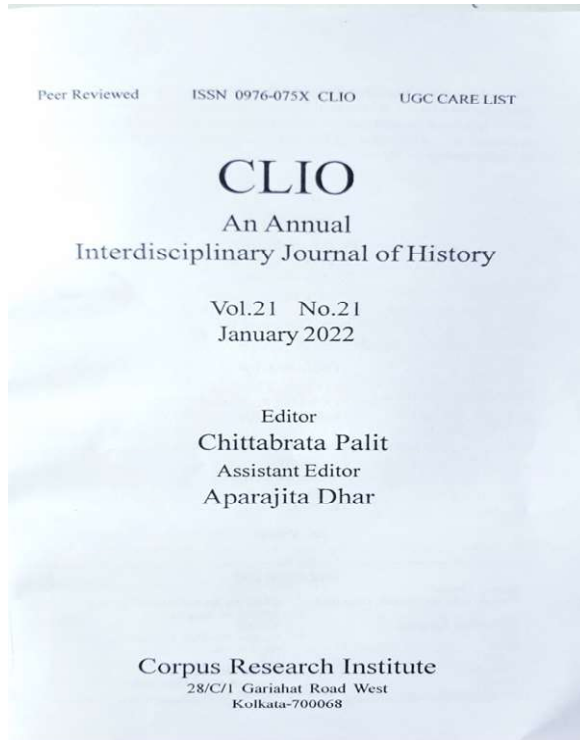 Peer Reviewed ISSN 0976-075X CLIO UGC CARE LIST
CLIO
An Annual
Interdisciplinary Journal of History
Vol.21 No.21
January 2022
Editor
Chittabrata Palit
Assistant Editor
Aparajita Dhar
Corpus Research Institute
28/C/1 Gariahat Road West
Kolkata-700068